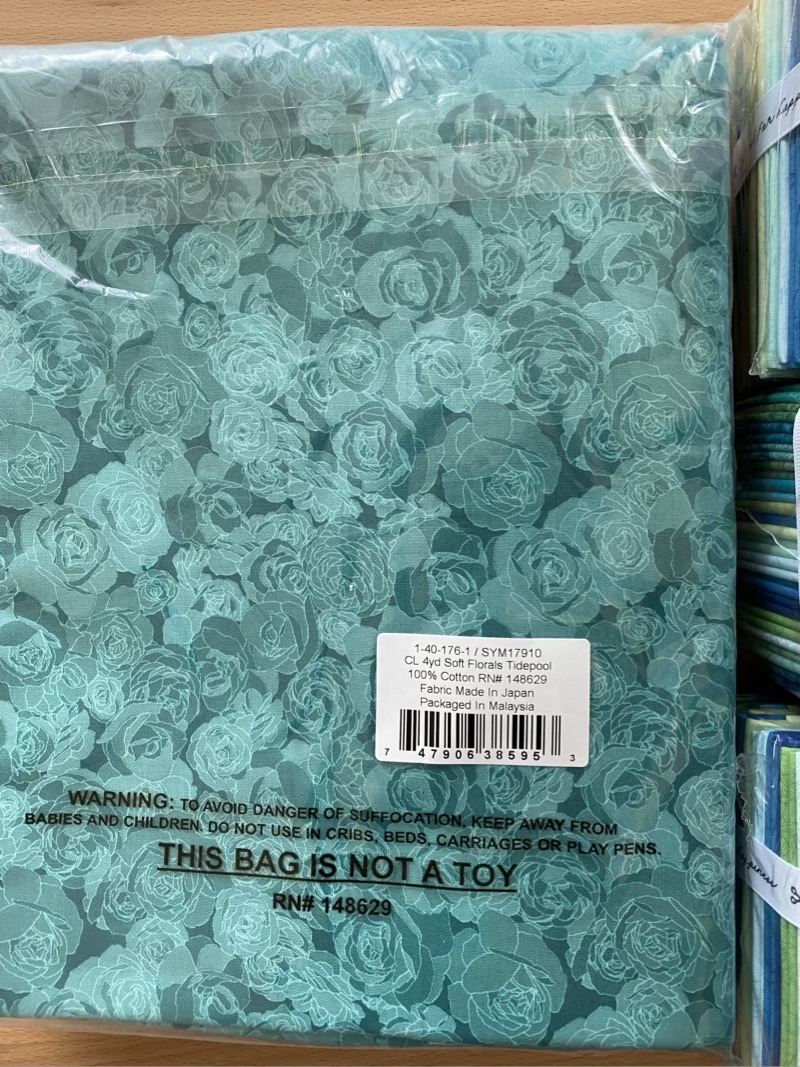 1-40-176-1 / SYM17910
CL 4yd Soft Florals Tidepool
100% Cotton RN# 148629
Fabric Made In Japan
Packaged In Malaysia
7 47906 38595 3
WARNING: TO AVOID DANGER OF SUFFOCATION, KEEP AWAY FROM
BABIES AND CHILDREN. DO NOT USE IN CRIBS, BEDS, CARRIAGES OR PLAY PENS.
THIS BAG IS NOT A TOY
RN# 148629